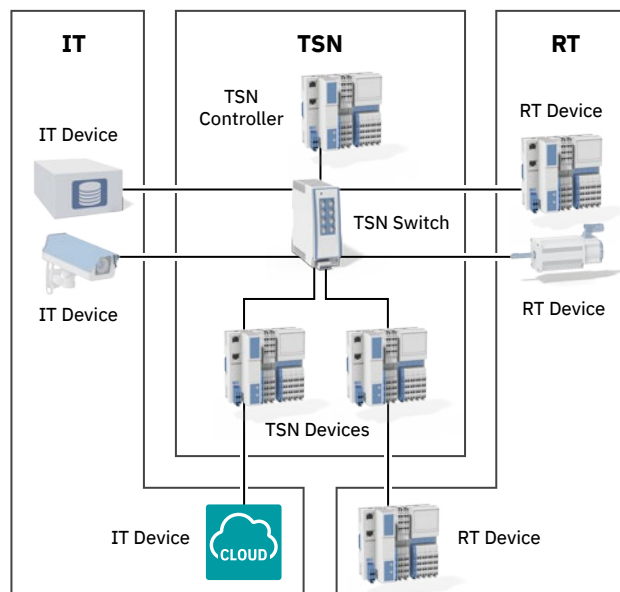 IT
TSN
RT
TSN
Controller
IT Device
RT Device
TSN Switch
IT Device
RT Device
TSN Devices
IT Device
CLOUD
RT Device